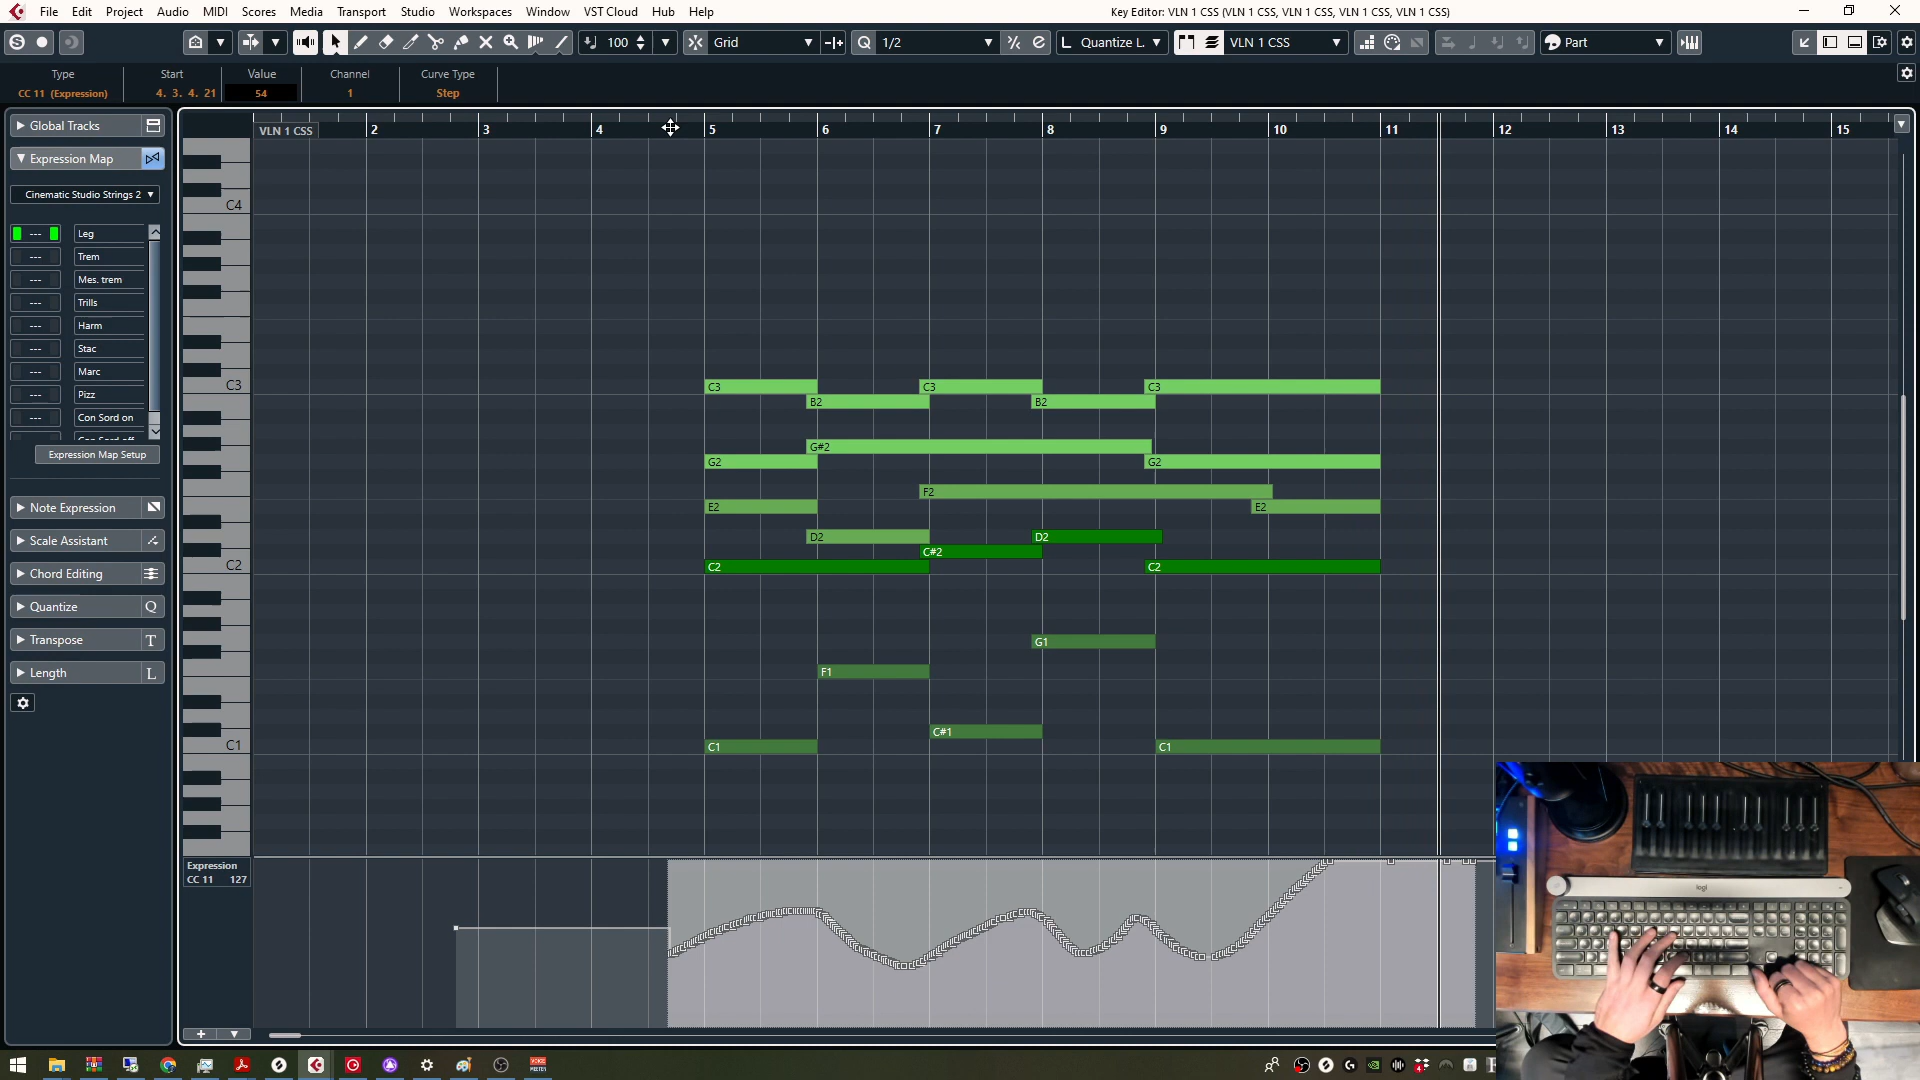 File Edit Project Audio MIDI Scores Media Transport Studio Workspaces Window VST Cloud Hub Help
Key Editor: VLN 1 CSS (VLN 1 CSS, VLN 1 CSS, VLN 1 CSS, VLN 1 CSS)
100 Grid Q 1/2 L Quantize L. VLN 1 CSS Part
Type Start Value Channel Curve Type
CC 11 (Expression) 4. 3. 4. 21 54 1 Step
Global Tracks
Expression Map
Cinematic Studio Strings 2
--- Leg
--- Trem
--- Mes. trem
--- Trills
--- Harm
--- Stac
--- Marc
--- Pizz
--- Con Sord on
Con Sord off
Expression Map Setup
Note Expression
Scale Assistant
Chord Editing
Quantize Q
Transpose T
Length L
VLN 1 CSS 2 3 4 5 6 7 8 9 10 11 12 13 14 15
C4
C3 C3 C3 C3
B2 B2
G#2
G2 G2
F2
E2 E2
D2 D2
C#2
C2 C2 C2
G1
F1
C#1
C1 C1 C1
Expression
CC 11 127
logi